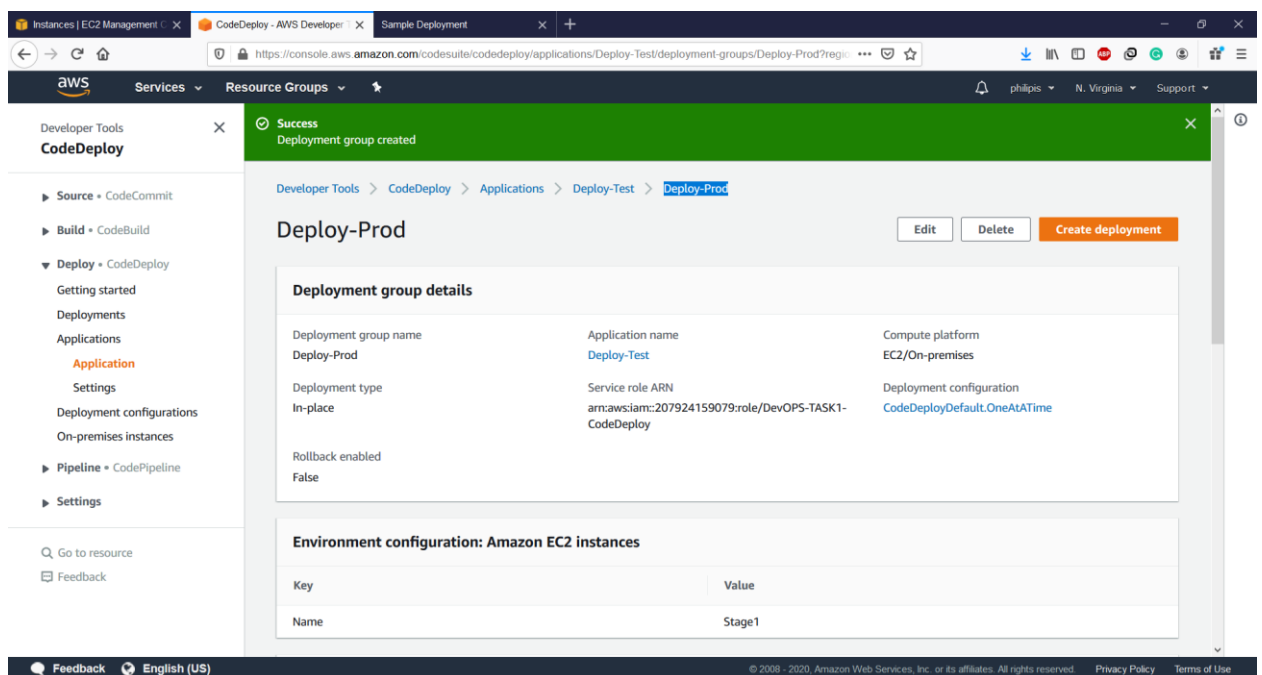 Instances | EC2 Management C
CodeDeploy - AWS Developer T
Sample Deployment
https://console.aws.amazon.com/codesuite/codedeploy/applications/Deploy-Test/deployment-groups/Deploy-Prod?regio
aws
Services
Resource Groups
philipis
N. Virginia
Support
Developer Tools
CodeDeploy
Source • CodeCommit
Build • CodeBuild
Deploy • CodeDeploy
Getting started
Deployments
Applications
Application
Settings
Deployment configurations
On-premises instances
Pipeline • CodePipeline
Settings
Go to resource
Feedback
Success
Deployment group created
Developer Tools > CodeDeploy > Applications > Deploy-Test > Deploy-Prod
Deploy-Prod
Edit
Delete
Create deployment
Deployment group details
Deployment group name
Deploy-Prod
Application name
Deploy-Test
Compute platform
EC2/On-premises
Deployment type
In-place
Service role ARN
arn:aws:iam::207924159079:role/DevOPS-TASK1-
CodeDeploy
Deployment configuration
CodeDeployDefault.OneAtATime
Rollback enabled
False
Environment configuration: Amazon EC2 instances
Key
Value
Name
Stage1
Feedback
English (US)
© 2008 - 2020, Amazon Web Services, Inc. or its affiliates. All rights reserved.
Privacy Policy
Terms of Use